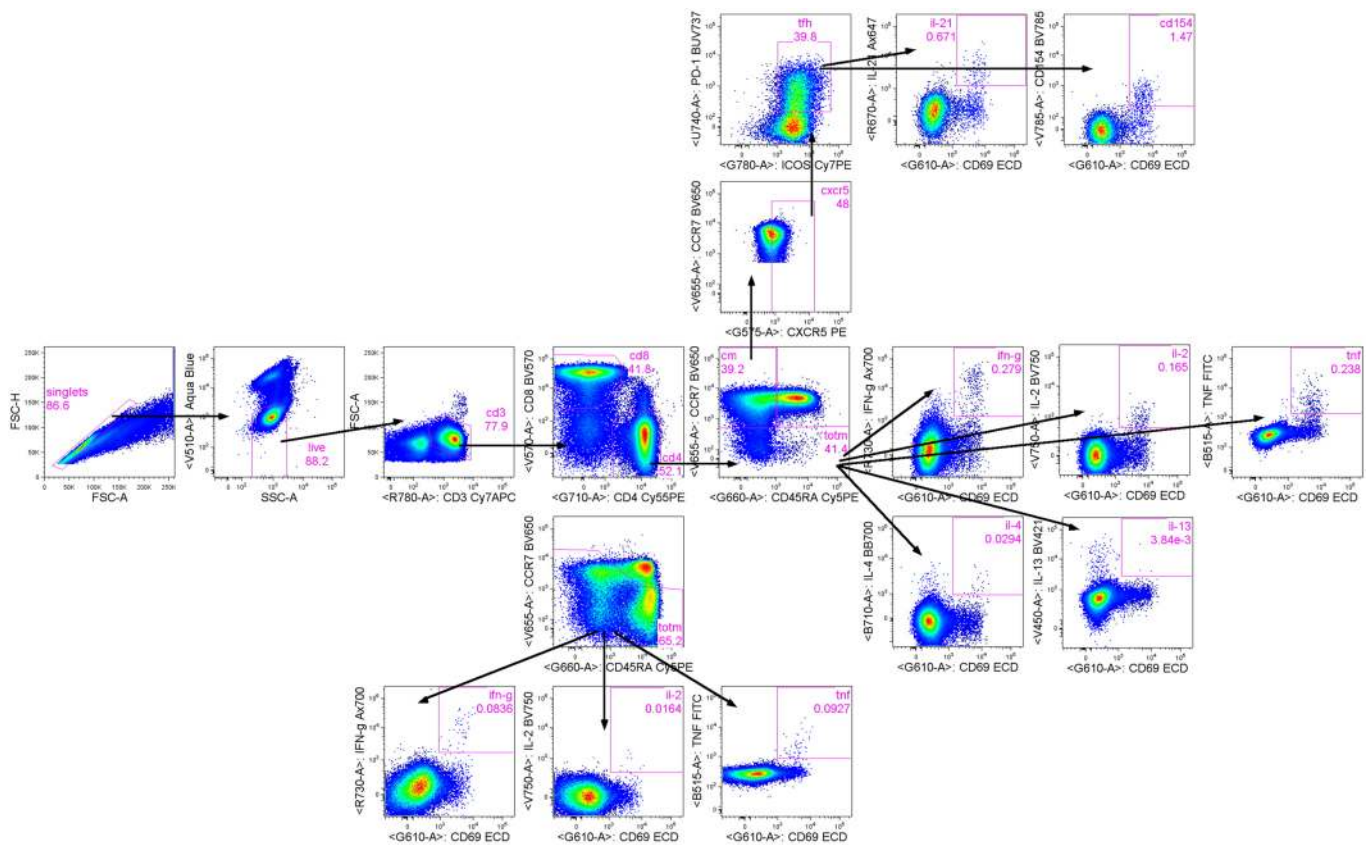 tfh
39.8
<U740-A>: PD-1 BUV737
<G780-A>: ICOS Cy7PE
il-21
0.671
<R670-A>: IL-21 Ax647
<G610-A>: CD69 ECD
cd154
1.47
<V785-A>: CD154 BV785
<G610-A>: CD69 ECD
cxcr5
48
<V655-A>: CCR7 BV650
<G575-A>: CXCR5 PE
singlets
86.6
FSC-H
FSC-A
live
88.2
<V510-A> Aqua Blue
SSC-A
cd3
77.9
FSC-A
<R780-A>: CD3 Cy7APC
cd8
41.8
cd4
52.1
<V570-A>: CD8 BV570
<G710-A>: CD4 Cy55PE
cm
39.2
totm
41.4
<V655-A>: CCR7 BV650
<G660-A>: CD45RA Cy5PE
ifn-g
0.279
<R730-A>: IFN-g Ax700
<G610-A>: CD69 ECD
il-2
0.165
<V750-A>: IL-2 BV750
<G610-A>: CD69 ECD
tnf
0.238
<B515-A>: TNF FITC
<G610-A>: CD69 ECD
totm
65.2
<V655-A>: CCR7 BV650
<G660-A>: CD45RA Cy5PE
il-4
0.0294
<B710-A>: IL-4 BB700
<G610-A>: CD69 ECD
il-13
3.84e-3
<V450-A>: IL-13 BV421
<G610-A>: CD69 ECD
ifn-g
0.0836
<R730-A>: IFN-g Ax700
<G610-A>: CD69 ECD
il-2
0.0164
<V750-A>: IL-2 BV750
<G610-A>: CD69 ECD
tnf
0.0927
<B515-A>: TNF FITC
<G610-A>: CD69 ECD